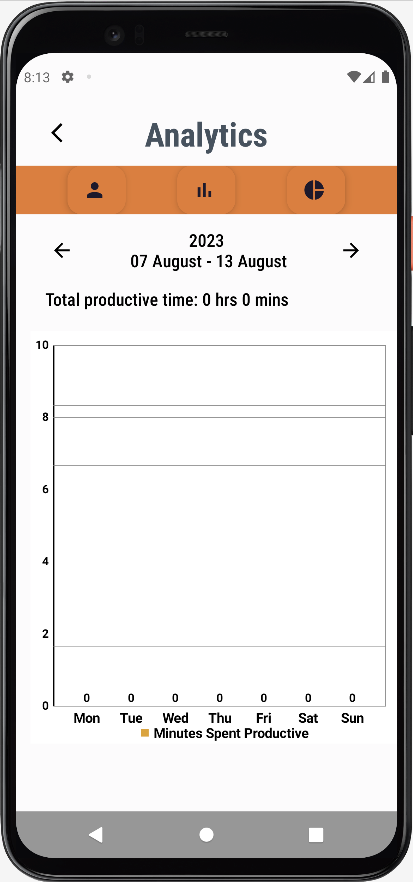 8:13
Analytics
2023
07 August - 13 August
Total productive time: 0 hrs 0 mins
10
8
6
4
2
0
0 0 0 0 0 0 0
Mon Tue Wed Thu Fri Sat Sun
Minutes Spent Productive